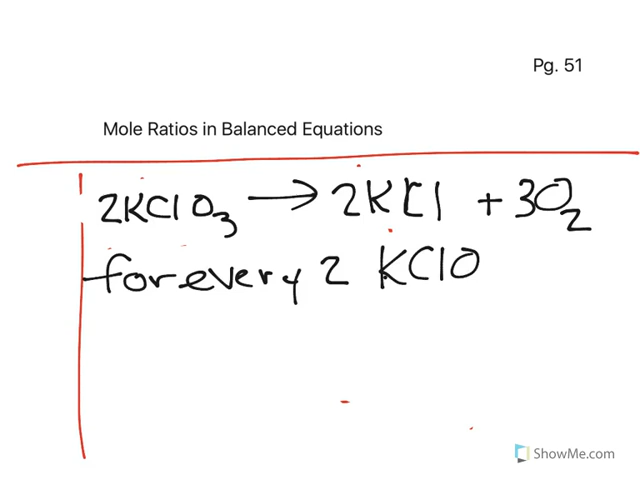 Pg. 51
Mole Ratios in Balanced Equations
2KClO₃ → 2KCl + 3O₂
for every 2 KClO
ShowMe.com